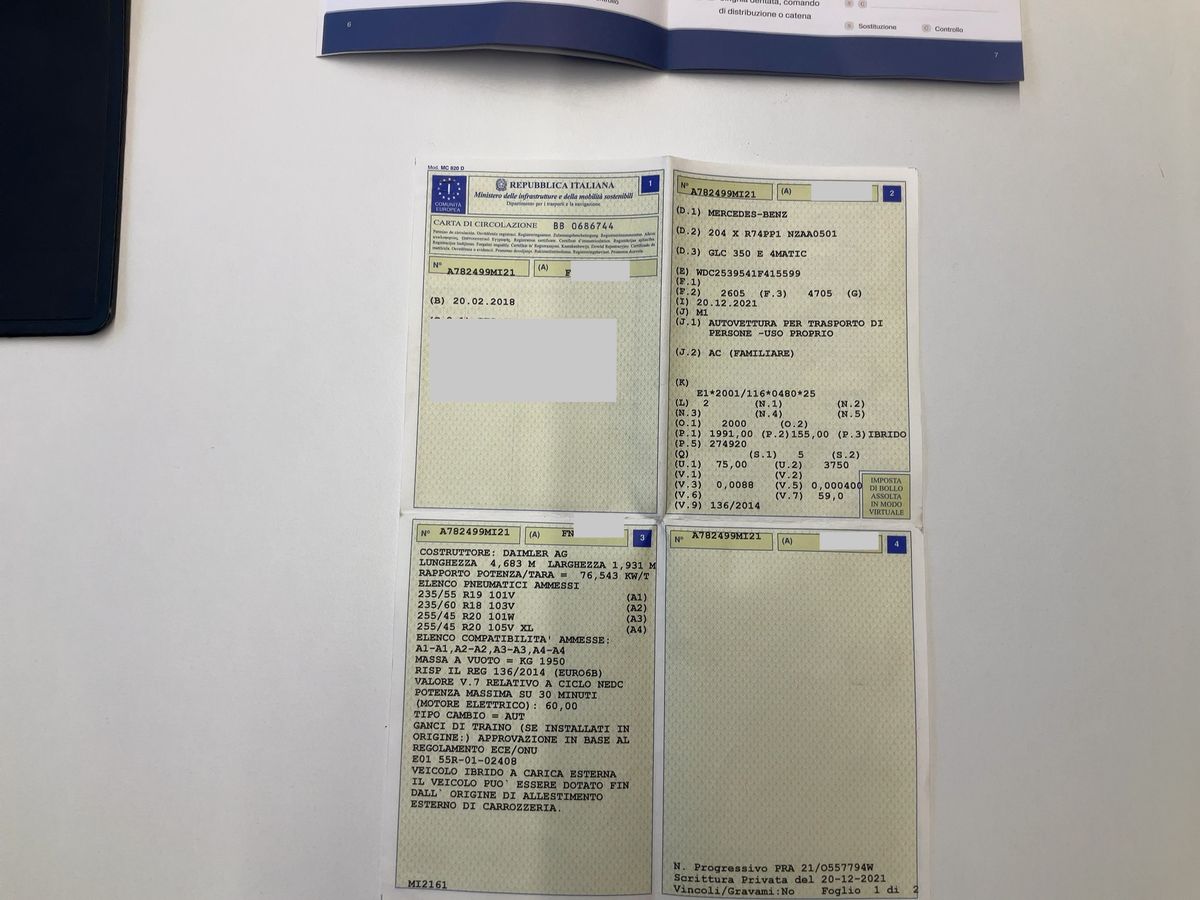 6
di distribuzione o catena
S Sostituzione C Controllo
7
Mod. MC 820 D
COMUNITÀ
EUROPEA
REPUBBLICA ITALIANA
Ministero delle infrastrutture e della mobilità sostenibili
Dipartimento per i trasporti e la navigazione
1
CARTA DI CIRCOLAZIONE BB 0686744
N° A782499MI21 (A) F
(B) 20.02.2018
N° A782499MI21 (A) 2
(D.1) MERCEDES-BENZ
(D.2) 204 X R74PP1 NZAA0501
(D.3) GLC 350 E 4MATIC
(E) WDC2539541F415599
(F.1)
(F.2) 2605 (F.3) 4705 (G)
(I) 20.12.2021
(J) M1
(J.1) AUTOVETTURA PER TRASPORTO DI
PERSONE -USO PROPRIO
(J.2) AC (FAMILIARE)
(K)
E1*2001/116*0480*25
(L) 2 (N.1) (N.2)
(N.3) (N.4) (N.5)
(O.1) 2000 (O.2)
(P.1) 1991,00 (P.2)155,00 (P.3)IBRIDO
(P.5) 274920
(Q) (S.1) 5 (S.2)
(U.1) 75,00 (U.2) 3750
(V.1) (V.2)
(V.3) 0,0088 (V.5) 0,000400
(V.6) (V.7) 59,0
(V.9) 136/2014
IMPOSTA
DI BOLLO
ASSOLTA
IN MODO
VIRTUALE
N° A782499MI21 (A) FN 3
COSTRUTTORE: DAIMLER AG
LUNGHEZZA 4,683 M LARGHEZZA 1,931 M
RAPPORTO POTENZA/TARA = 76,543 KW/T
ELENCO PNEUMATICI AMMESSI
235/55 R19 101V (A1)
235/60 R18 103V (A2)
255/45 R20 101W (A3)
255/45 R20 105V XL (A4)
ELENCO COMPATIBILITA' AMMESSE:
A1-A1,A2-A2,A3-A3,A4-A4
MASSA A VUOTO = KG 1950
RISP IL REG 136/2014 (EURO6B)
VALORE V.7 RELATIVO A CICLO NEDC
POTENZA MASSIMA SU 30 MINUTI
(MOTORE ELETTRICO): 60,00
TIPO CAMBIO = AUT
GANCI DI TRAINO (SE INSTALLATI IN
ORIGINE:) APPROVAZIONE IN BASE AL
REGOLAMENTO ECE/ONU
E01 55R-01-02408
VEICOLO IBRIDO A CARICA ESTERNA
IL VEICOLO PUO` ESSERE DOTATO FIN
DALL` ORIGINE DI ALLESTIMENTO
ESTERNO DI CARROZZERIA.
MI2161
N° A782499MI21 (A) 4
N. Progressivo PRA 21/O557794W
Scrittura Privata del 20-12-2021
Vincoli/Gravami:No Foglio 1 di 2